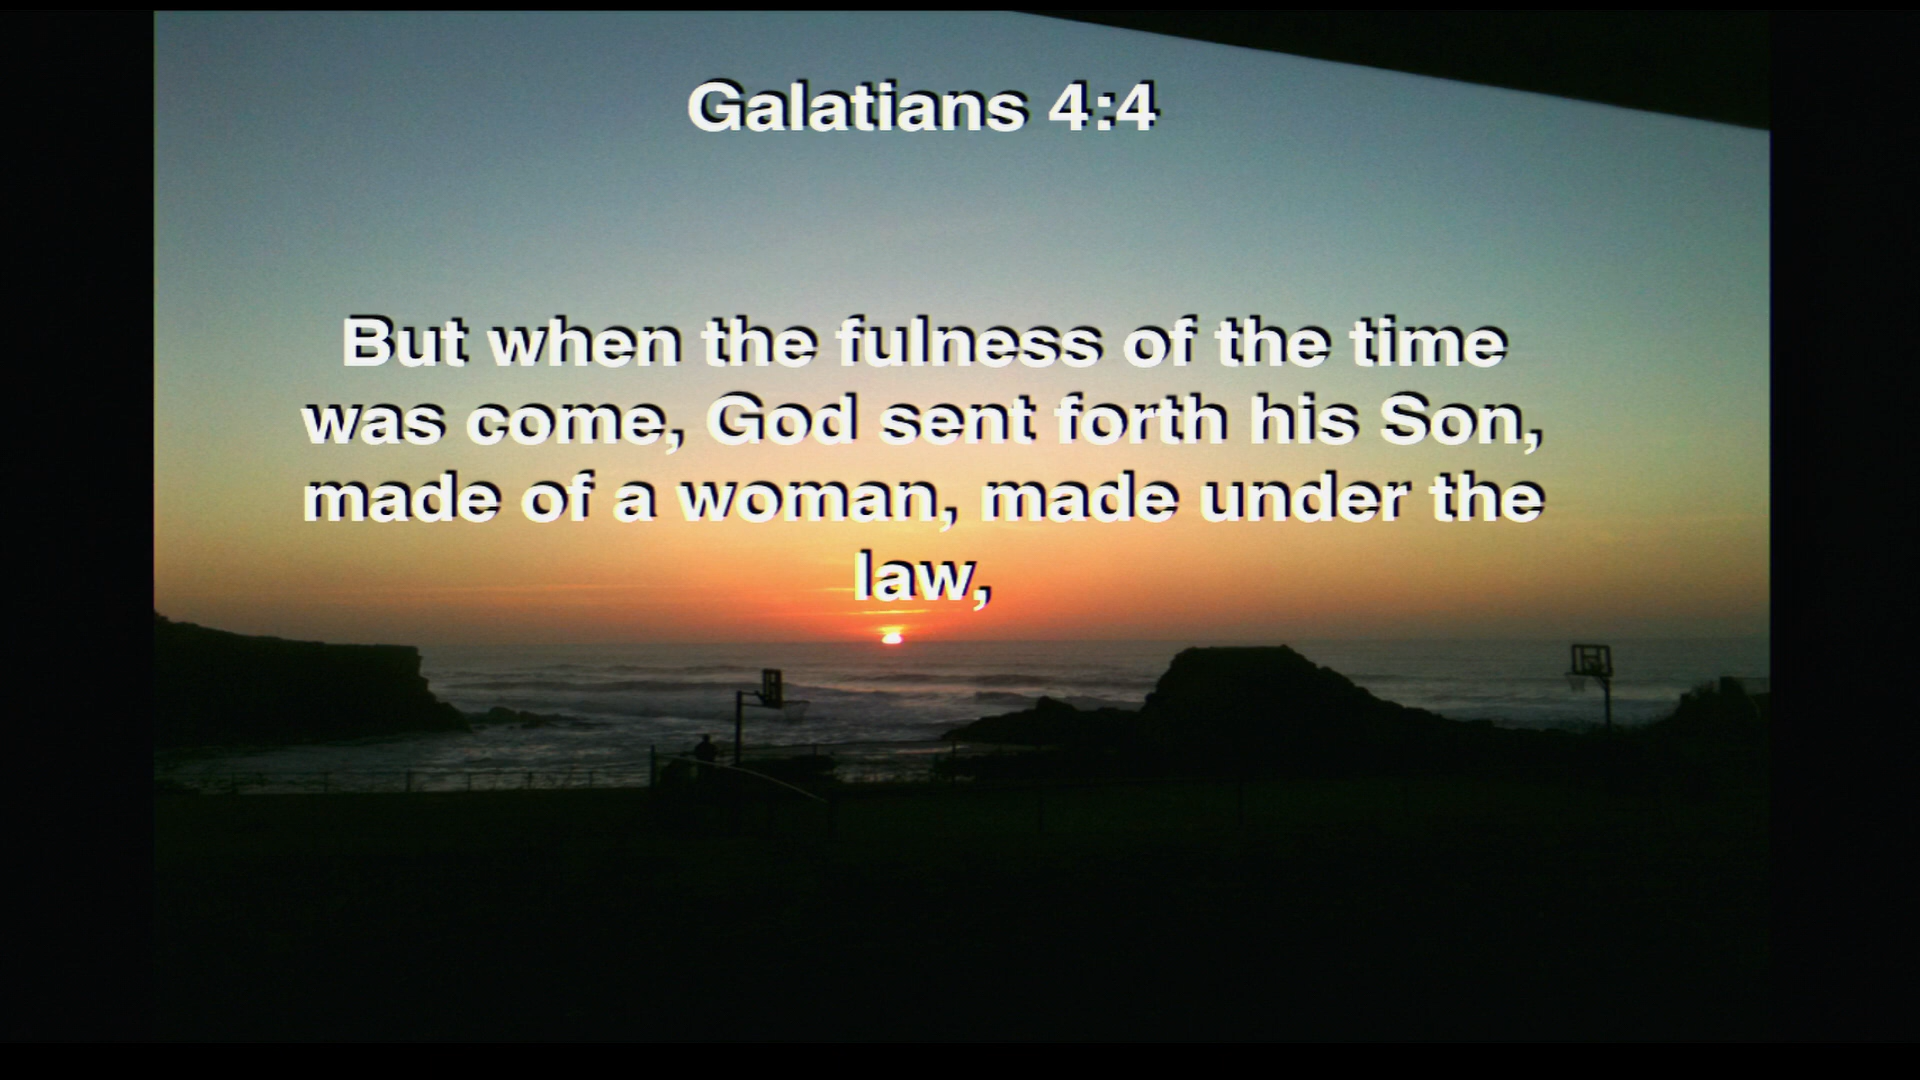 Galatians 4:4
But when the fulness of the time
was come, God sent forth his Son,
made of a woman, made under the
law,